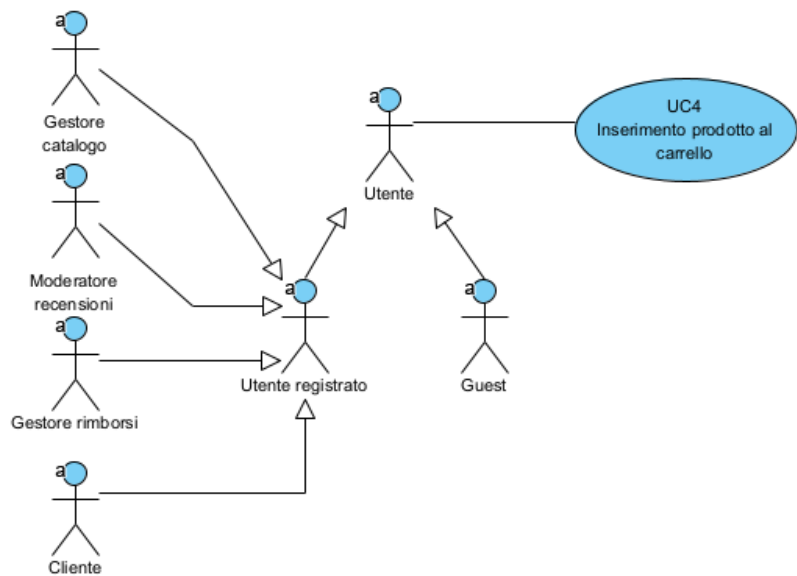 a
Gestore
catalogo
a
Moderatore
recensioni
a
Gestore rimborsi
a
Cliente
a
Utente registrato
a
Utente
a
Guest
UC4
Inserimento prodotto al
carrello